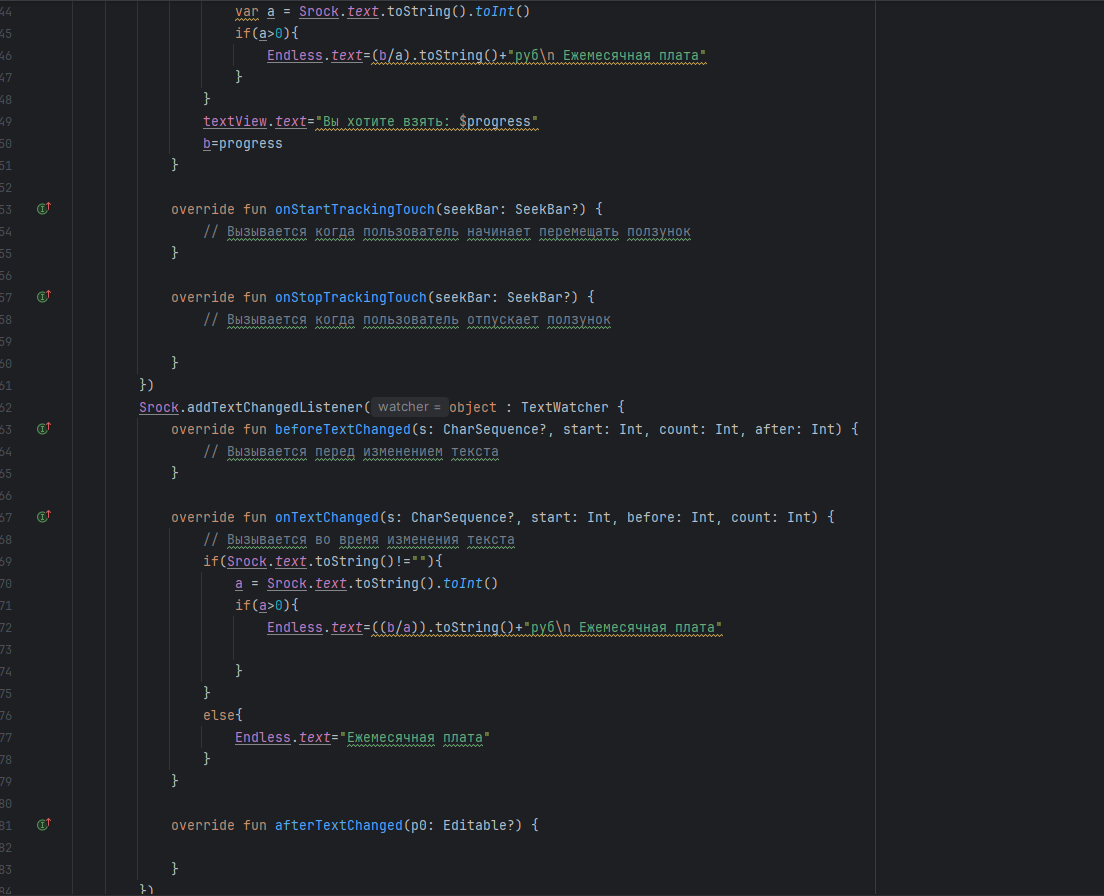 44 var a = Srock.text.toString().toInt()
45 if(a>0){
46 Endless.text=(b/a).toString()+"руб\n Ежемесячная плата"
47 }
48 }
49 textView.text="Вы хотите взять: $progress"
50 b=progress
51 }
52
53 override fun onStartTrackingTouch(seekBar: SeekBar?) {
54 // Вызывается когда пользователь начинает перемещать ползунок
55 }
56
57 override fun onStopTrackingTouch(seekBar: SeekBar?) {
58 // Вызывается когда пользователь отпускает ползунок
59
60 }
61 })
62 Srock.addTextChangedListener( watcher = object : TextWatcher {
63 override fun beforeTextChanged(s: CharSequence?, start: Int, count: Int, after: Int) {
64 // Вызывается перед изменением текста
65 }
66
67 override fun onTextChanged(s: CharSequence?, start: Int, before: Int, count: Int) {
68 // Вызывается во время изменения текста
69 if(Srock.text.toString()!=""){
70 a = Srock.text.toString().toInt()
71 if(a>0){
72 Endless.text=((b/a)).toString()+"руб\n Ежемесячная плата"
73
74 }
75 }
76 else{
77 Endless.text="Ежемесячная плата"
78 }
79 }
80
81 override fun afterTextChanged(p0: Editable?) {
82
83 }
84 })